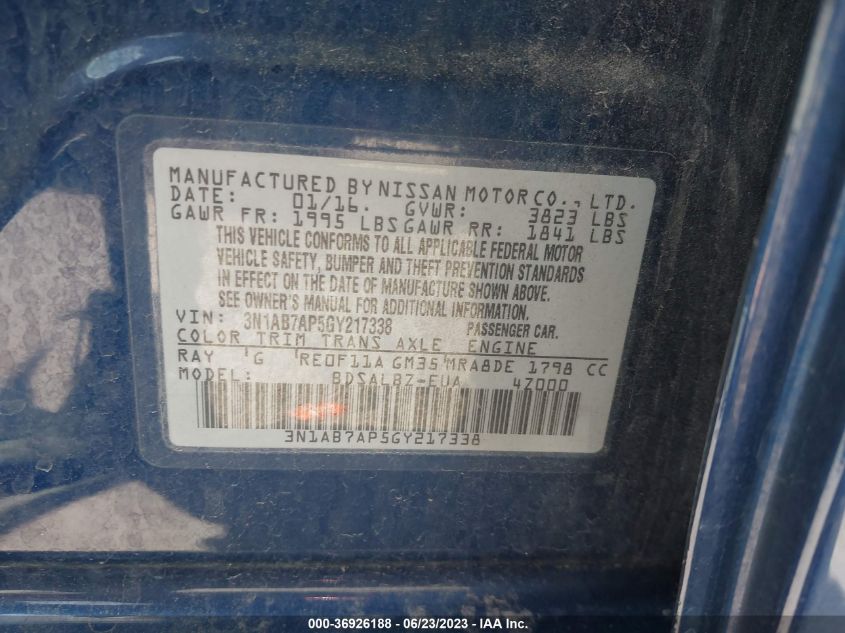 MANUFACTURED BY NISSAN MOTOR CO., LTD.
DATE: 01/16. GVWR: 3823 LBS
GAWR FR: 1995 LBS GAWR RR: 1841 LBS
THIS VEHICLE CONFORMS TO ALL APPLICABLE FEDERAL MOTOR
VEHICLE SAFETY, BUMPER AND THEFT PREVENTION STANDARDS
IN EFFECT ON THE DATE OF MANUFACTURE SHOWN ABOVE.
SEE OWNER'S MANUAL FOR ADDITIONAL INFORMATION.
VIN: 3N1AB7AP5GY217338 PASSENGER CAR.
COLOR TRIM TRANS AXLE ENGINE
RAY 'G 'RE0F11A GM35'MRA8DE 1798 CC
MODEL: BDSALBZ-EUA 4Z000
3N1AB7AP5GY217338
000-36926188 - 06/23/2023 - IAAI.COM